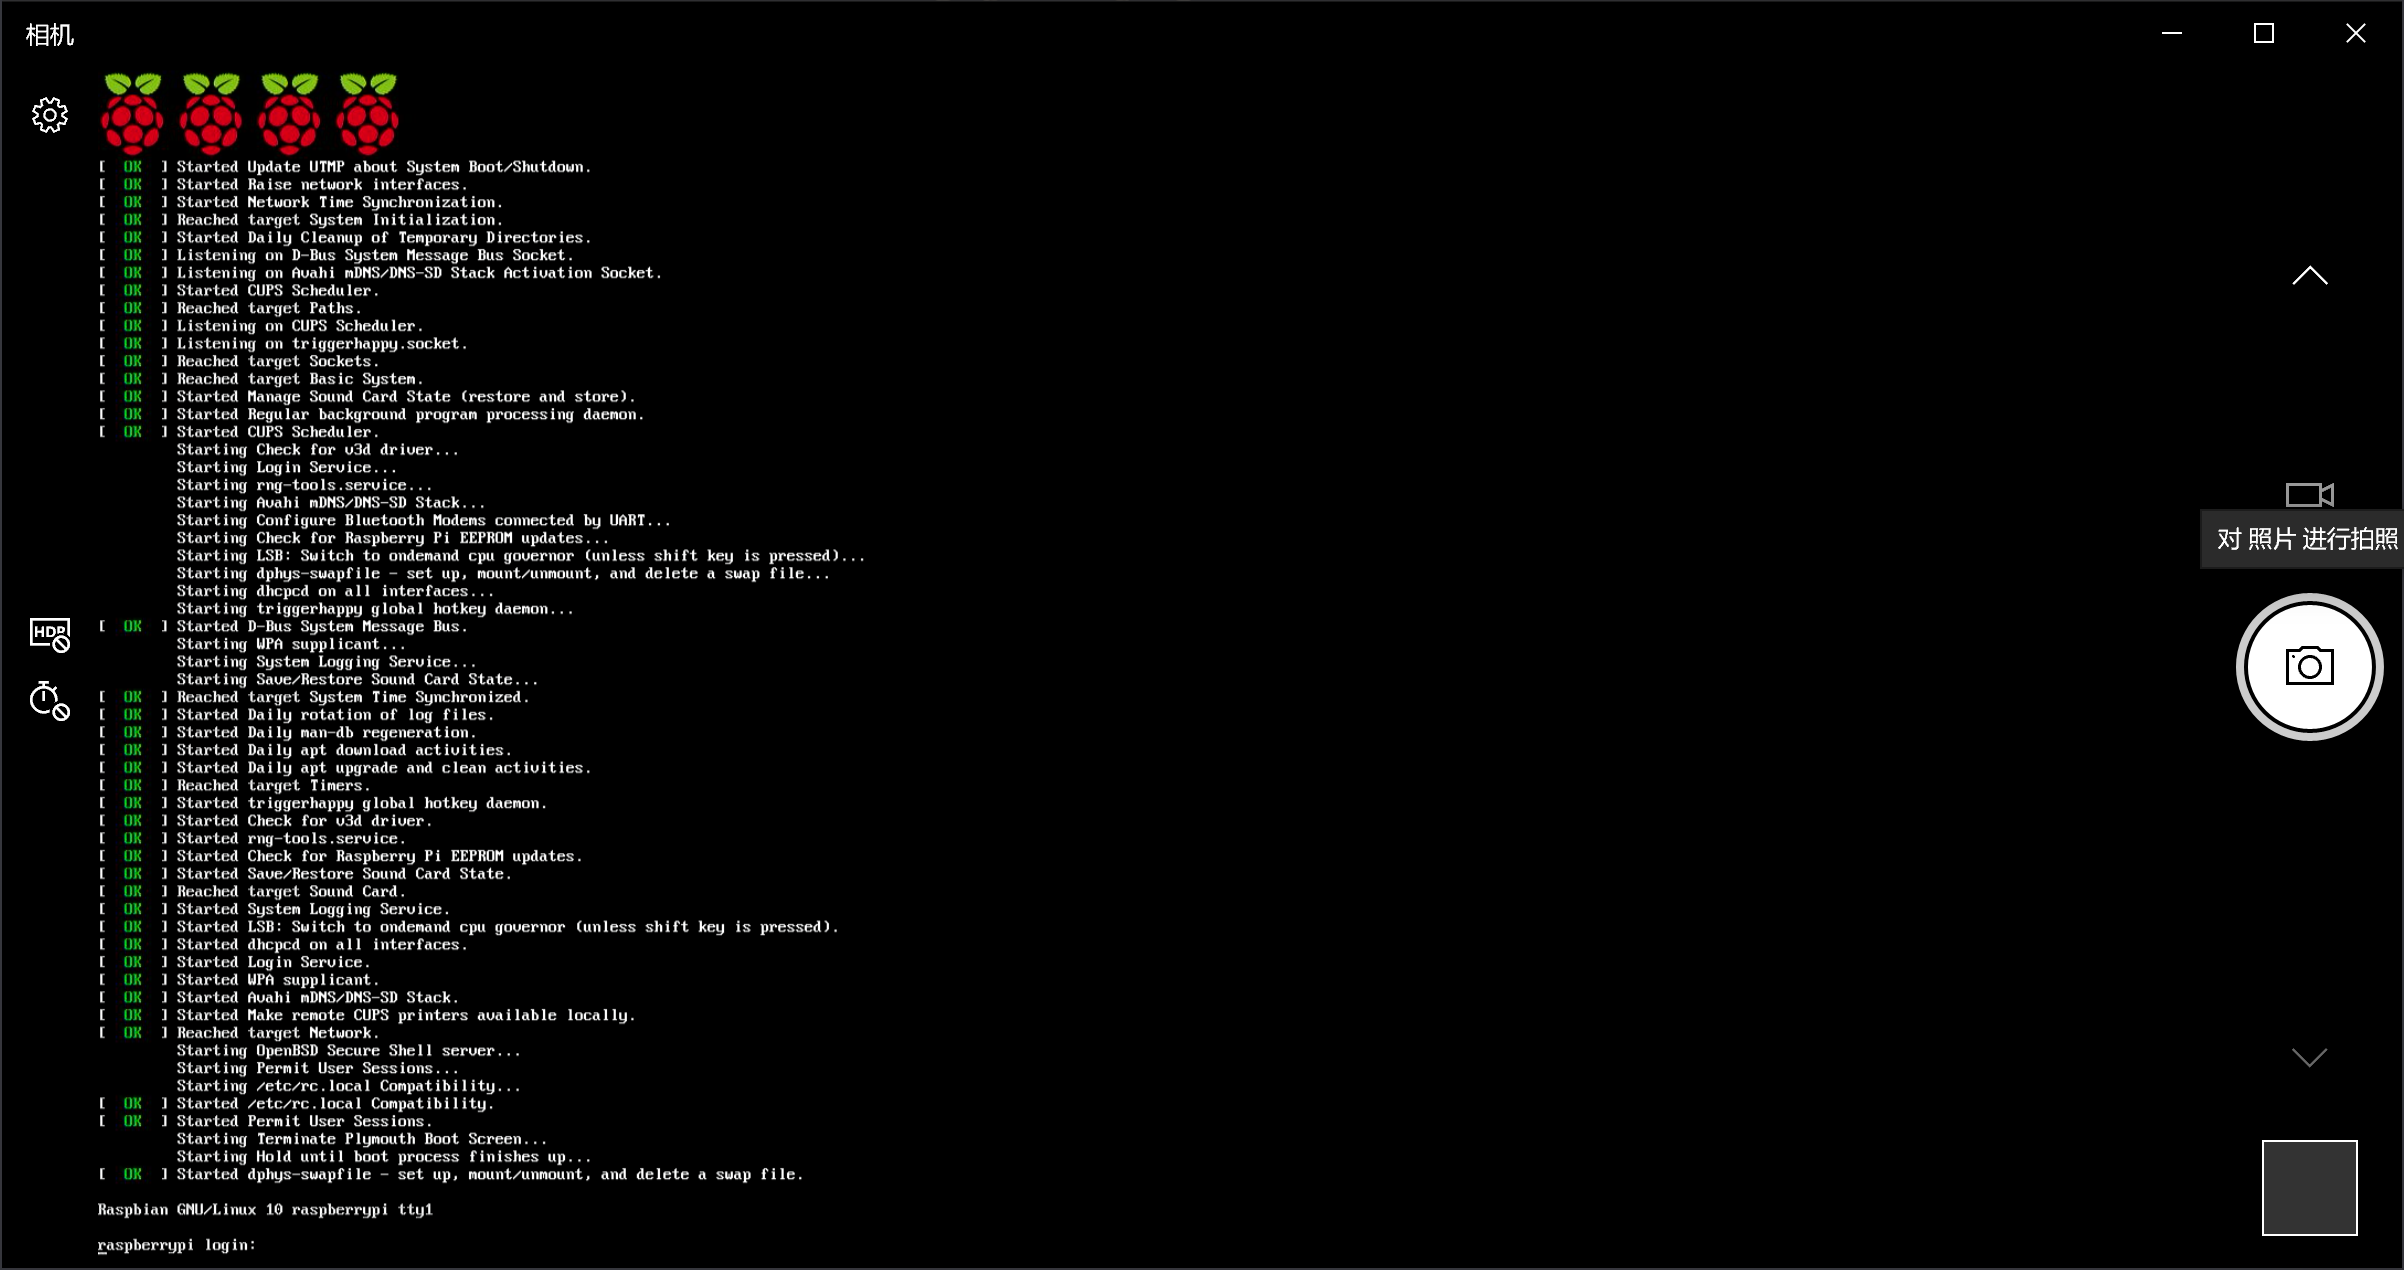 相机
[  OK  ] Started Update UTMP about System Boot/Shutdown.
[  OK  ] Started Raise network interfaces.
[  OK  ] Started Network Time Synchronization.
[  OK  ] Reached target System Initialization.
[  OK  ] Started Daily Cleanup of Temporary Directories.
[  OK  ] Listening on D-Bus System Message Bus Socket.
[  OK  ] Listening on Avahi mDNS/DNS-SD Stack Activation Socket.
[  OK  ] Started CUPS Scheduler.
[  OK  ] Reached target Paths.
[  OK  ] Listening on CUPS Scheduler.
[  OK  ] Listening on triggerhappy.socket.
[  OK  ] Reached target Sockets.
[  OK  ] Reached target Basic System.
[  OK  ] Started Manage Sound Card State (restore and store).
[  OK  ] Started Regular background program processing daemon.
[  OK  ] Started CUPS Scheduler.
Starting Check for v3d driver...
Starting Login Service...
Starting rng-tools.service...
Starting Avahi mDNS/DNS-SD Stack...
Starting Configure Bluetooth Modems connected by UART...
Starting Check for Raspberry Pi EEPROM updates...
Starting LSB: Switch to ondemand cpu governor (unless shift key is pressed)...
Starting dphys-swapfile - set up, mount/unmount, and delete a swap file...
Starting dhcpcd on all interfaces...
Starting triggerhappy global hotkey daemon...
[  OK  ] Started D-Bus System Message Bus.
Starting WPA supplicant...
Starting System Logging Service...
Starting Save/Restore Sound Card State...
[  OK  ] Reached target System Time Synchronized.
[  OK  ] Started Daily rotation of log files.
[  OK  ] Started Daily man-db regeneration.
[  OK  ] Started Daily apt download activities.
[  OK  ] Started Daily apt upgrade and clean activities.
[  OK  ] Reached target Timers.
[  OK  ] Started triggerhappy global hotkey daemon.
[  OK  ] Started Check for v3d driver.
[  OK  ] Started rng-tools.service.
[  OK  ] Started Check for Raspberry Pi EEPROM updates.
[  OK  ] Started Save/Restore Sound Card State.
[  OK  ] Reached target Sound Card.
[  OK  ] Started System Logging Service.
[  OK  ] Started LSB: Switch to ondemand cpu governor (unless shift key is pressed).
[  OK  ] Started dhcpcd on all interfaces.
[  OK  ] Started Login Service.
[  OK  ] Started WPA supplicant.
[  OK  ] Started Avahi mDNS/DNS-SD Stack.
[  OK  ] Started Make remote CUPS printers available locally.
[  OK  ] Reached target Network.
Starting OpenBSD Secure Shell server...
Starting Permit User Sessions...
Starting /etc/rc.local Compatibility...
[  OK  ] Started /etc/rc.local Compatibility.
[  OK  ] Started Permit User Sessions.
Starting Terminate Plymouth Boot Screen...
Starting Hold until boot process finishes up...
[  OK  ] Started dphys-swapfile - set up, mount/unmount, and delete a swap file.
Raspbian GNU/Linux 10 raspberrypi tty1
raspberrypi login:
HDR
对 照片 进行拍照